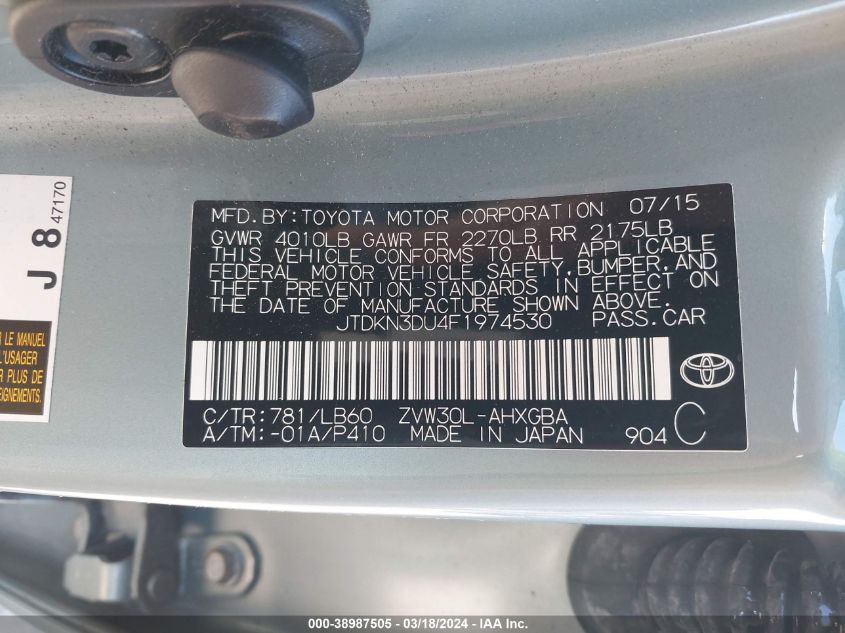 MFD. BY: TOYOTA MOTOR CORPORATION 07/15
GVWR 4010LB GAWR FR 2270LB RR 2175LB
THIS VEHICLE CONFORMS TO ALL APPLICABLE
FEDERAL MOTOR VEHICLE SAFETY, BUMPER, AND
THEFT PREVENTION STANDARDS IN EFFECT ON
THE DATE OF MANUFACTURE SHOWN ABOVE.
JTDKN3DU4F1974530 PASS. CAR
C/TR: 781/LB60 ZVW30L-AHXGBA
A/TM: -01A/P410 MADE IN JAPAN 904 C
J 8 47170
R LE MANUEL
L'USAGER
R PLUS DE
EIGNEMENTS.
000-38987505 - 03/18/2024 - IAAI.com